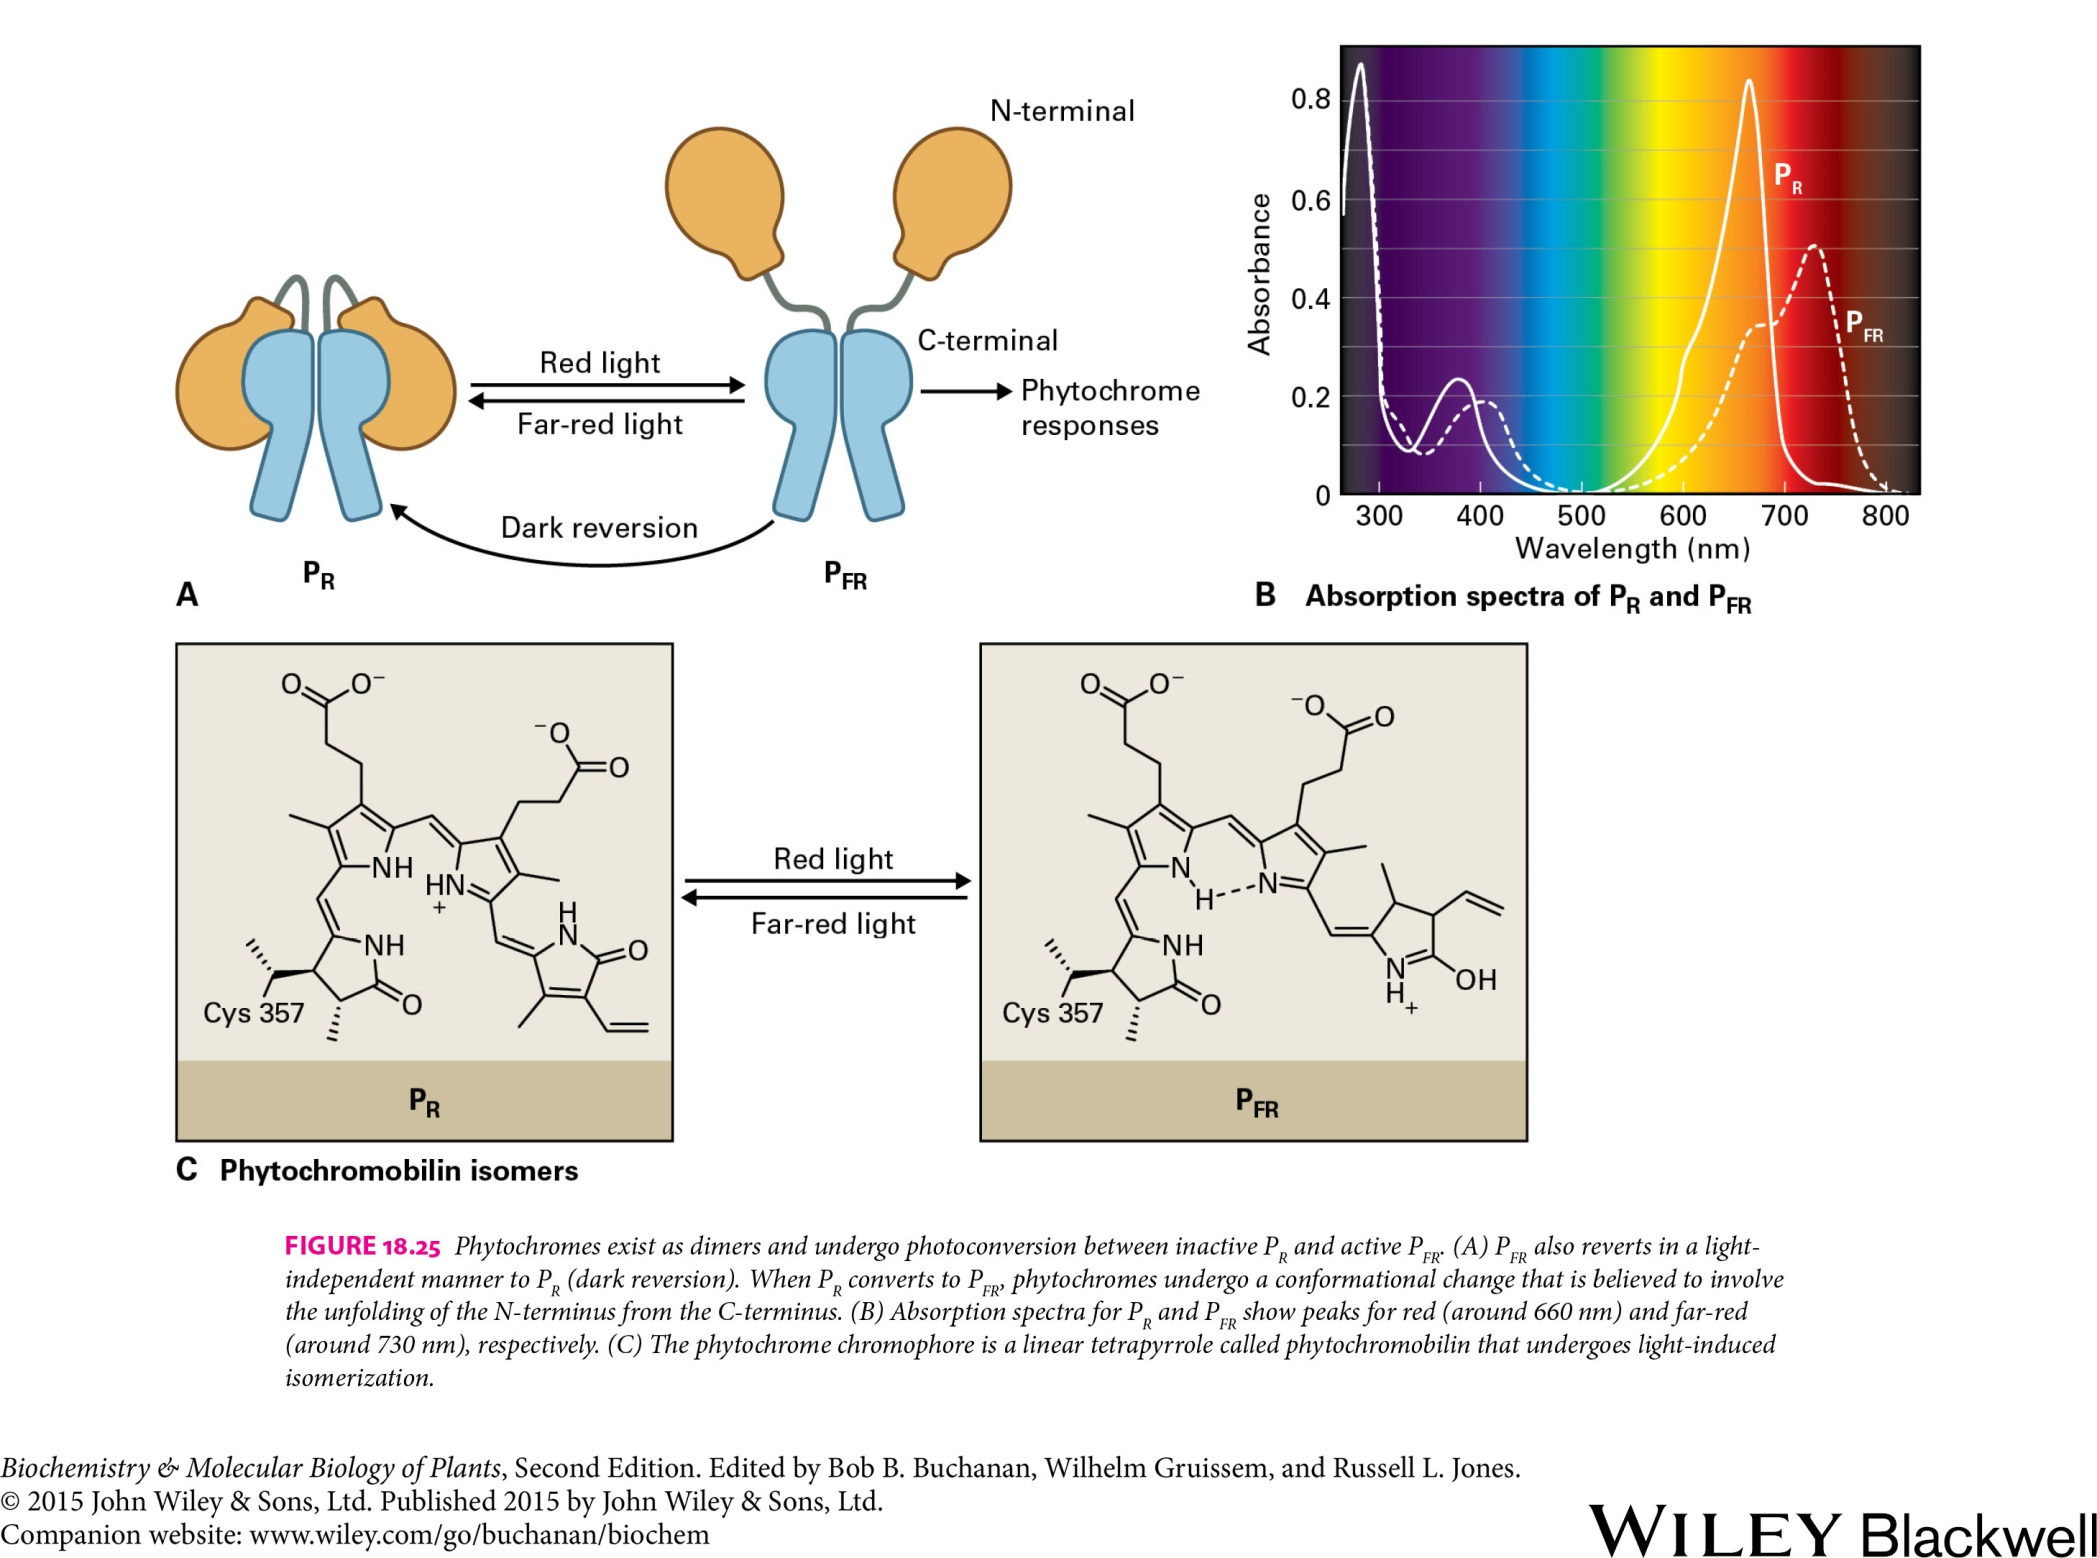 N-terminal
C-terminal
Red light
Far-red light
Phytochrome
responses
Dark reversion
PR
PFR
A
0.8
0.6
0.4
0.2
0
Absorbance
PR
PFR
300 400 500 600 700 800
Wavelength (nm)
B Absorption spectra of PR and PFR
O O−
−O
O
NH
HN
+
H
N
NH
O
O
Cys 357
PR
Red light
Far-red light
O O−
−O O
N
H
N
NH
O
N
H
+
OH
Cys 357
PFR
C Phytochromobilin isomers
FIGURE 18.25 Phytochromes exist as dimers and undergo photoconversion between inactive PR and active PFR. (A) PFR also reverts in a light-
independent manner to PR (dark reversion). When PR converts to PFR, phytochromes undergo a conformational change that is believed to involve
the unfolding of the N-terminus from the C-terminus. (B) Absorption spectra for PR and PFR show peaks for red (around 660 nm) and far-red
(around 730 nm), respectively. (C) The phytochrome chromophore is a linear tetrapyrrole called phytochromobilin that undergoes light-induced
isomerization.
Biochemistry & Molecular Biology of Plants, Second Edition. Edited by Bob B. Buchanan, Wilhelm Gruissem, and Russell L. Jones.
© 2015 John Wiley & Sons, Ltd. Published 2015 by John Wiley & Sons, Ltd.
Companion website: www.wiley.com/go/buchanan/biochem
WILEY Blackwell